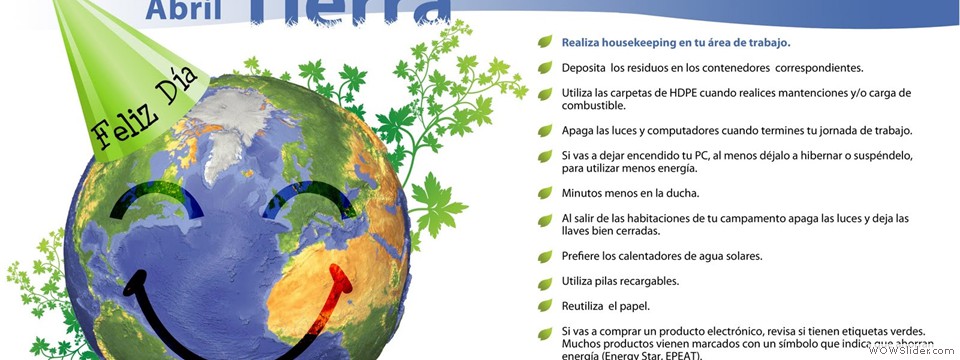 Abril Tierra
Feliz Día
Realiza housekeeping en tu área de trabajo.
Deposita los residuos en los contenedores correspondientes.
Utiliza las carpetas de HDPE cuando realices mantenciones y/o carga de
combustible.
Apaga las luces y computadores cuando termines tu jornada de trabajo.
Si vas a dejar encendido tu PC, al menos déjalo a hibernar o suspéndelo,
para utilizar menos energía.
Minutos menos en la ducha.
Al salir de las habitaciones de tu campamento apaga las luces y deja las
llaves bien cerradas.
Prefiere los calentadores de agua solares.
Utiliza pilas recargables.
Reutiliza el papel.
Si vas a comprar un producto electrónico, revisa si tienen etiquetas verdes.
Muchos productos vienen marcados con un símbolo que indica que ahorran
energía (Energy Star, EPEAT).
WOWSlider.com